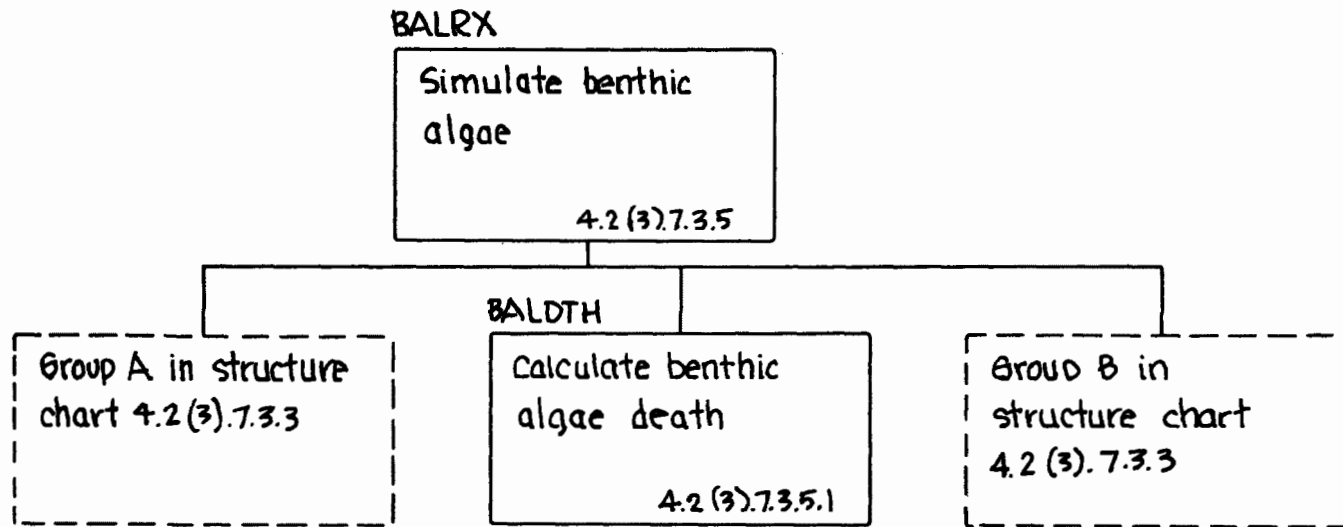 BALRX
Simulate benthic
algae
4.2(3).7.3.5
Group A in structure
chart 4.2(3).7.3.3
BALDTH
Calculate benthic
algae death
4.2(3).7.3.5.1
Group B in
structure chart
4.2(3).7.3.3